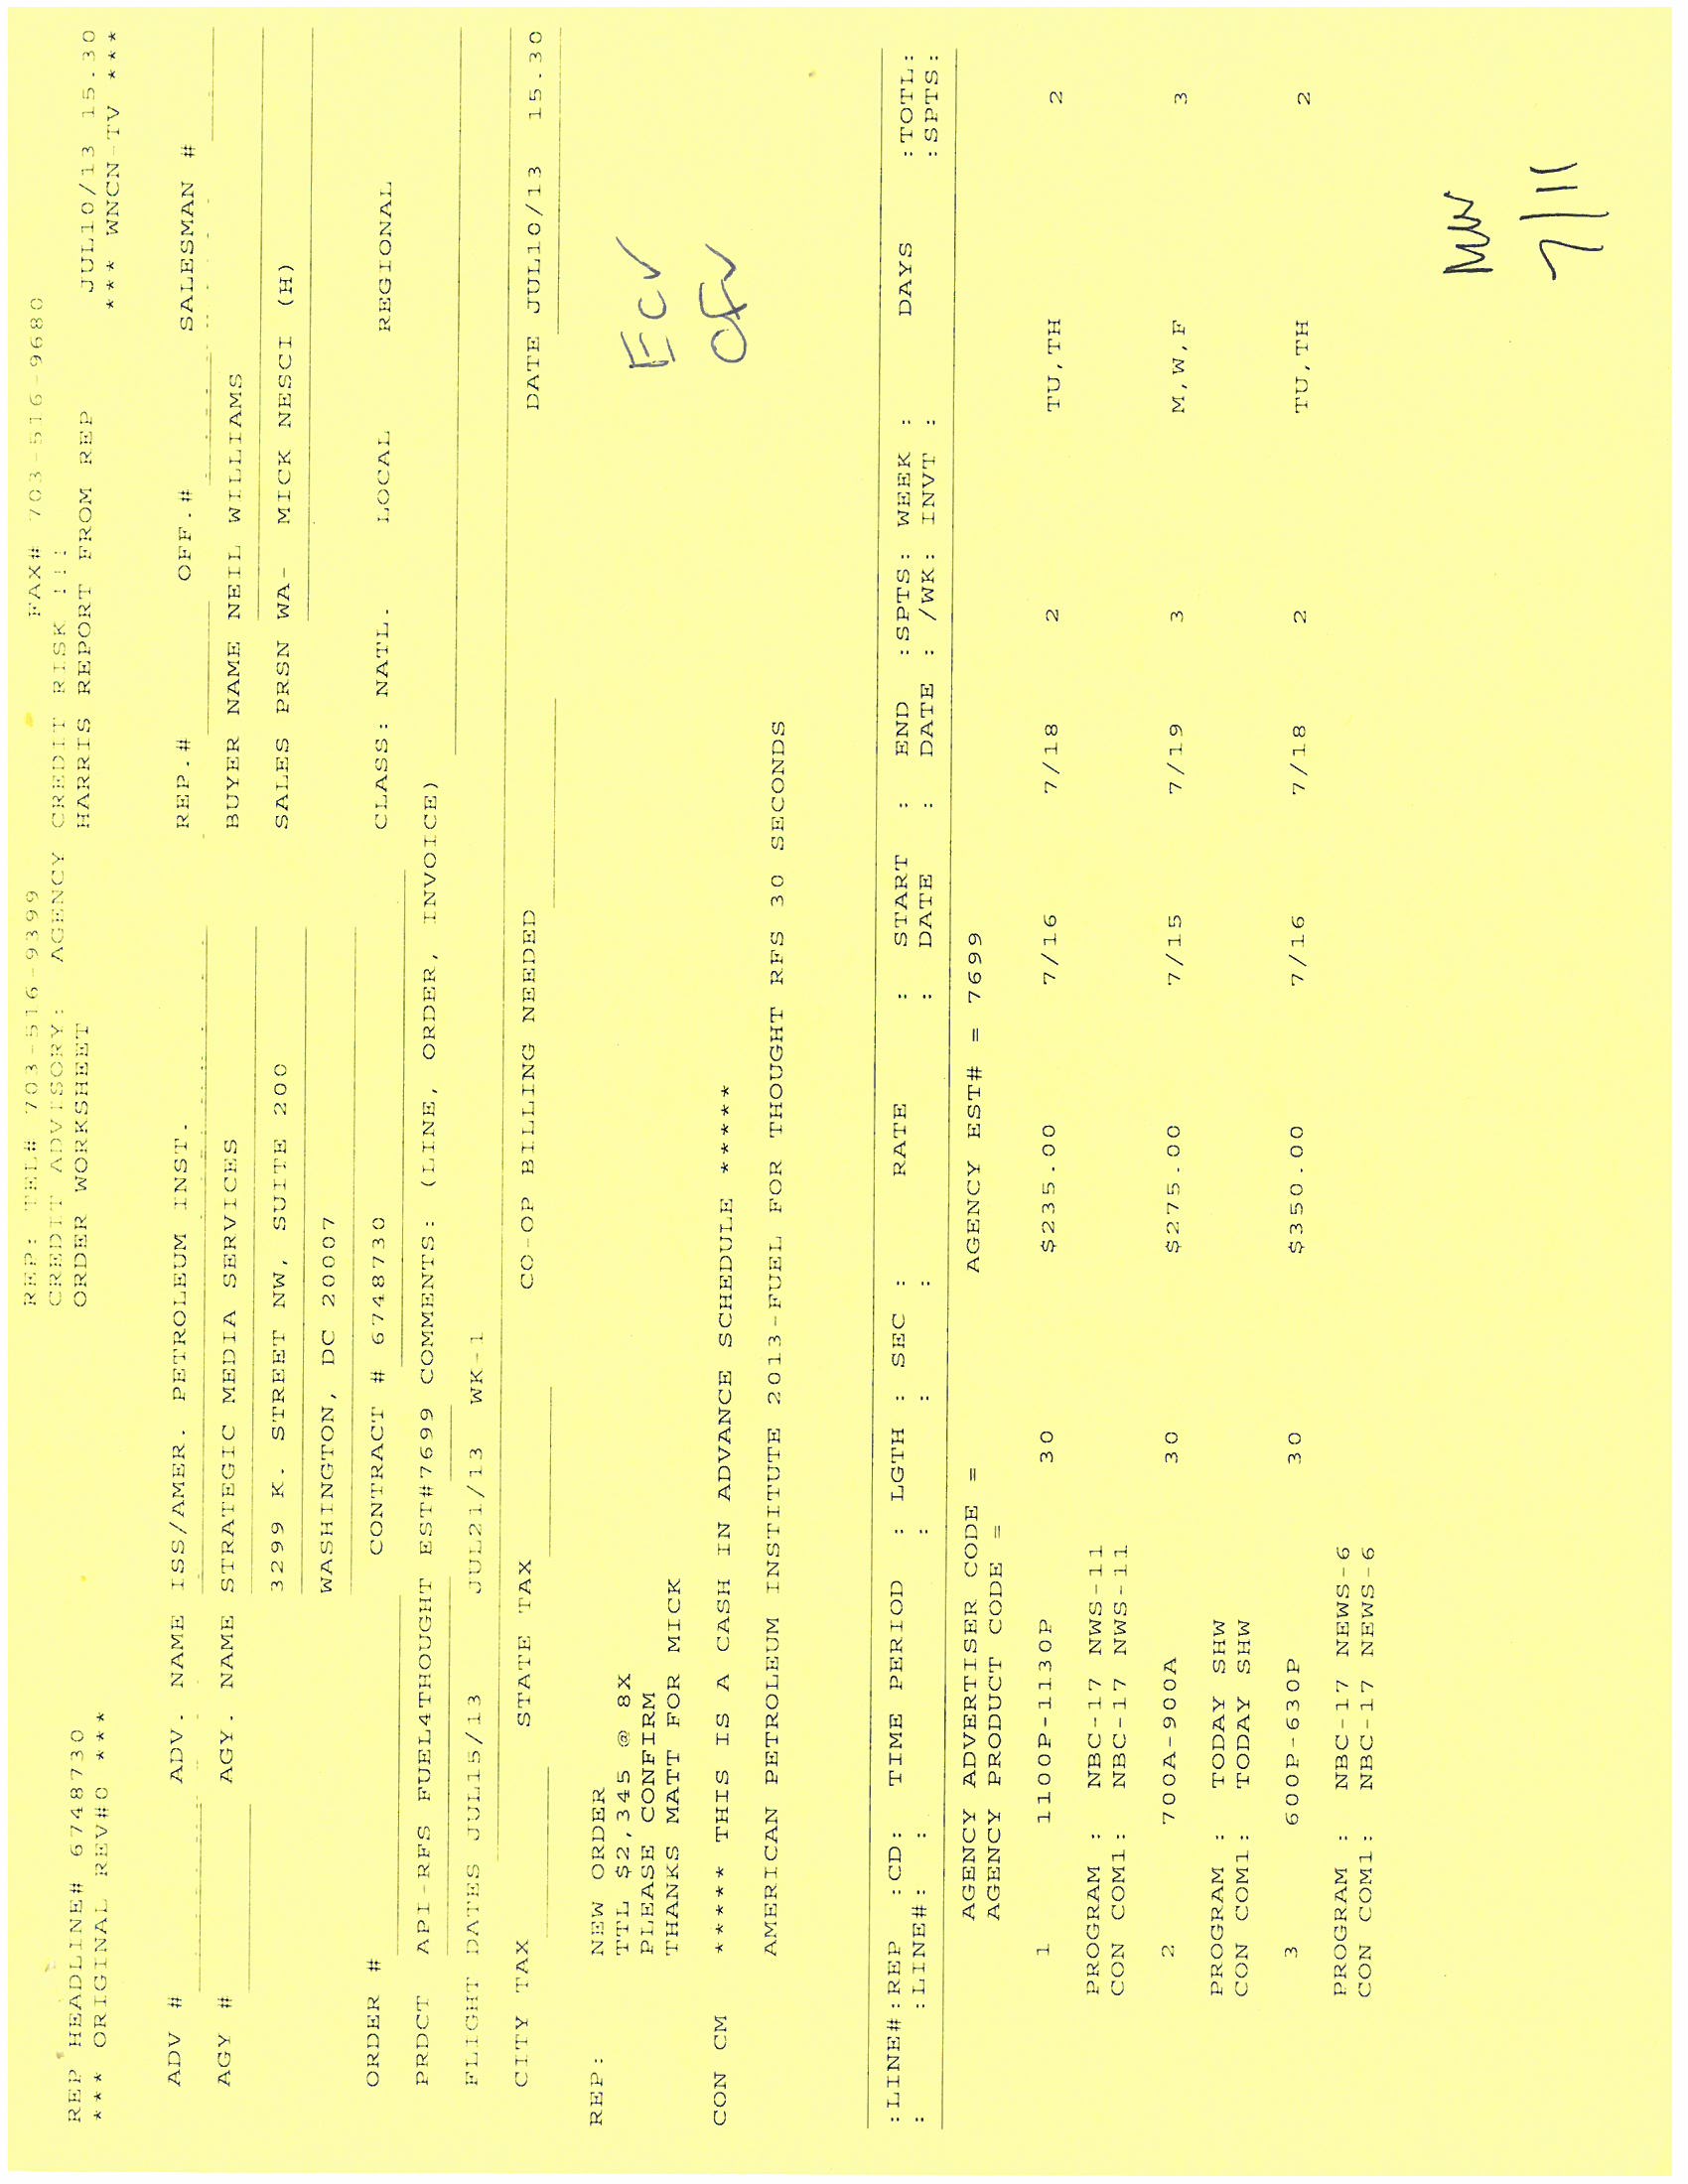 REP: TEL# 703-516-9399 FAX# 703-516-9680
CREDIT ADVISORY: AGENCY CREDIT RISK !!!
REP HEADLINE# 6748730 ORDER WORKSHEET HARRIS REPORT FROM REP JUL10/13 15.30
*** ORIGINAL REV#0 *** *** WNCN-TV ***
ADV # ADV. NAME ISS/AMER. PETROLEUM INST. REP.# OFF.# SALESMAN #
AGY # AGY. NAME STRATEGIC MEDIA SERVICES BUYER NAME NEIL WILLIAMS
3299 K. STREET NW, SUITE 200 SALES PRSN WA- MICK NESCI (H)
WASHINGTON, DC 20007
ORDER # CONTRACT # 6748730 CLASS: NATL. LOCAL REGIONAL
PRDCT API-RFS FUEL4THOUGHT EST#7699 COMMENTS: (LINE, ORDER, INVOICE)
FLIGHT DATES JUL15/13 JUL21/13 WK-1
CITY TAX STATE TAX CO-OP BILLING NEEDED DATE JUL10/13 15.30
REP: NEW ORDER
TTL $2,345 @ 8X
PLEASE CONFIRM
THANKS MATT FOR MICK
CON CM ***** THIS IS A CASH IN ADVANCE SCHEDULE *****
AMERICAN PETROLEUM INSTITUTE 2013-FUEL FOR THOUGHT RFS 30 SECONDS
:LINE#:REP :CD: TIME PERIOD : LGTH : SEC : RATE : START : END :SPTS: WEEK : DAYS :TOTL:
: :LINE#: : : : : DATE : DATE : /WK: INVT : :SPTS:
AGENCY ADVERTISER CODE = AGENCY EST# = 7699
AGENCY PRODUCT CODE =
1 1100P-1130P 30 $235.00 7/16 7/18 2 TU,TH 2
PROGRAM : NBC-17 NWS-11
CON COM1: NBC-17 NWS-11
2 700A-900A 30 $275.00 7/15 7/19 3 M,W,F 3
PROGRAM : TODAY SHW
CON COM1: TODAY SHW
3 600P-630P 30 $350.00 7/16 7/18 2 TU,TH 2
PROGRAM : NBC-17 NEWS-6
CON COM1: NBC-17 NEWS-6
7/11